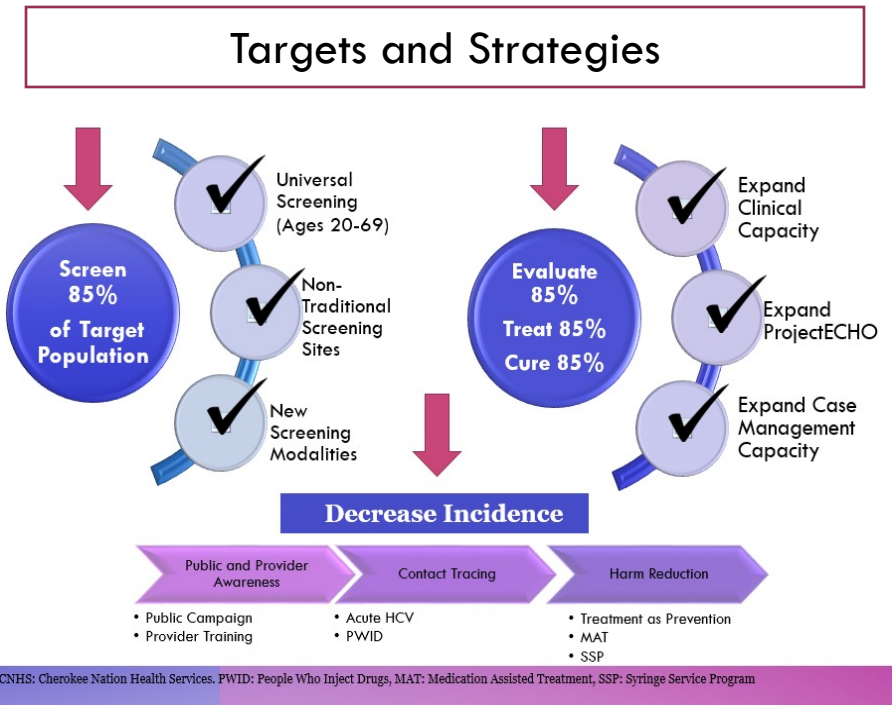 Targets and Strategies
Screen
85%
of Target
Population
Universal
Screening
(Ages 20-69)
Non-
Traditional
Screening
Sites
New
Screening
Modalities
Evaluate
85%
Treat 85%
Cure 85%
Expand
Clinical
Capacity
Expand
ProjectECHO
Expand Case
Management
Capacity
Decrease Incidence
Public and Provider
Awareness
• Public Campaign
• Provider Training
Contact Tracing
• Acute HCV
• PWID
Harm Reduction
• Treatment as Prevention
• MAT
• SSP
CNHS: Cherokee Nation Health Services. PWID: People Who Inject Drugs, MAT: Medication Assisted Treatment, SSP: Syringe Service Program